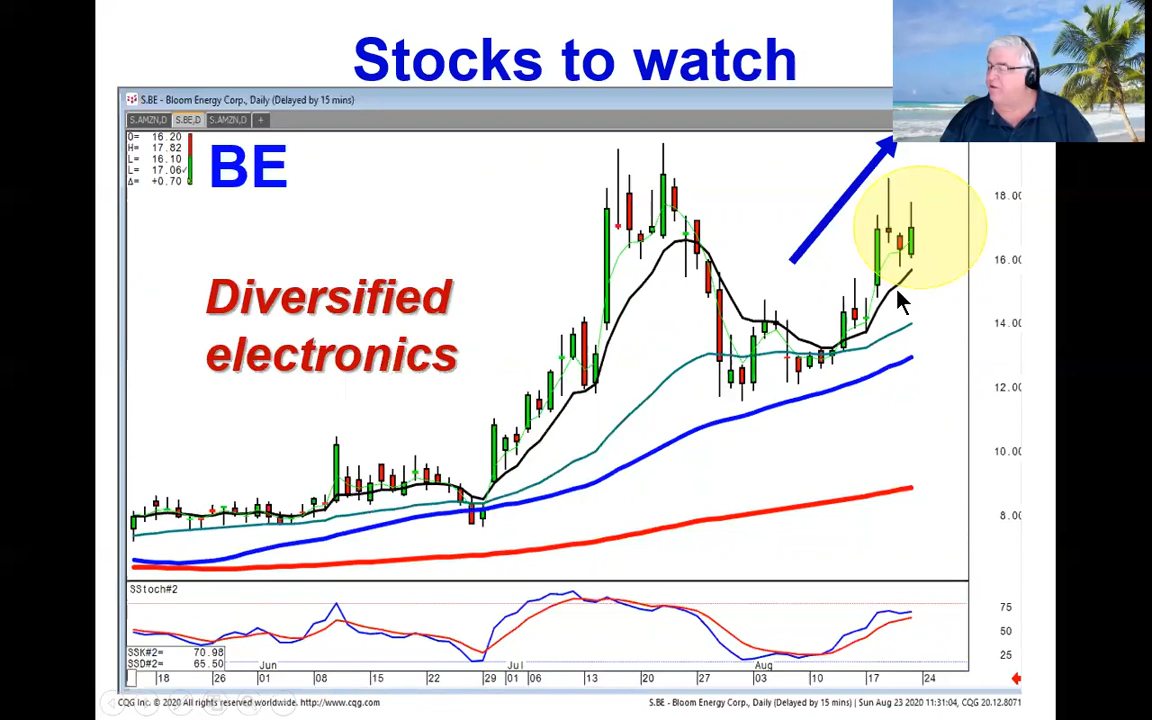 Stocks to watch
S.BE - Bloom Energy Corp., Daily (Delayed by 15 mins)
S.AMZN,D S.BE,D S.AMZN,D +
O= 16.20
H= 17.82
L= 16.10
L= 17.06✓
Δ= +0.70
BE
Diversified
electronics
18.00
16.00
14.00
12.00
10.00
8.00
SStoch#2
75
50
25
SSK#2= 70.98
SSD#2= 65.50
Jun Jul Aug
18 26 01 08 15 22 29 01 06 13 20 27 03 10 17 24
CQG Inc. © 2020 All rights reserved worldwide. http://www.cqg.com
S.BE - Bloom Energy Corp., Daily (Delayed by 15 mins) | Sun Aug 23 2020 11:31:04, CQG 20.12.8071